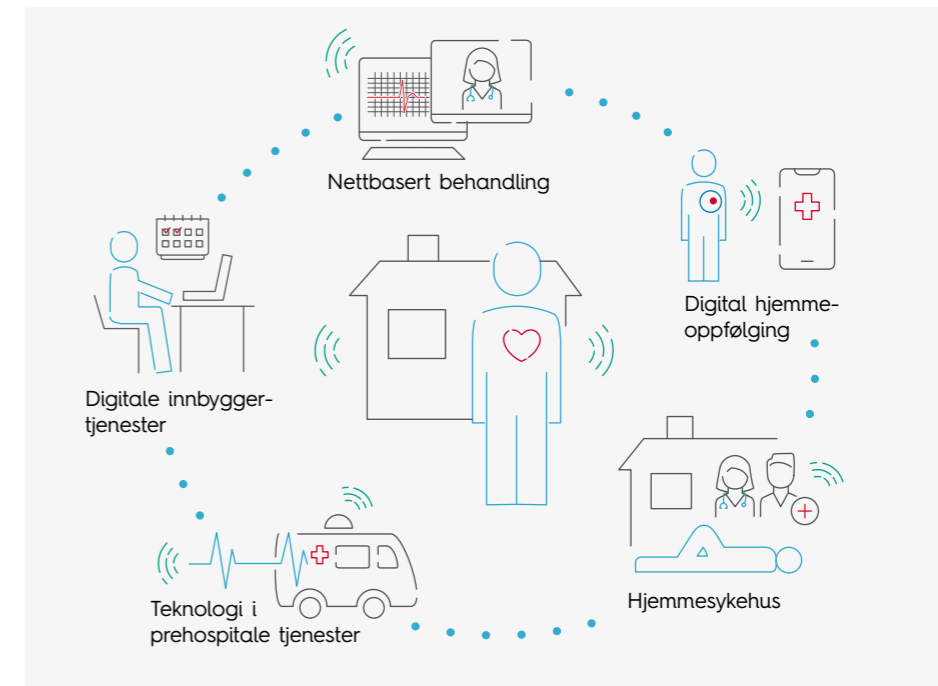 Nettbasert behandling
Digital hjemme-
oppfølging
Digitale innbygger-
tjenester
Hjemmesykehus
Teknologi i
prehospitale tjenester